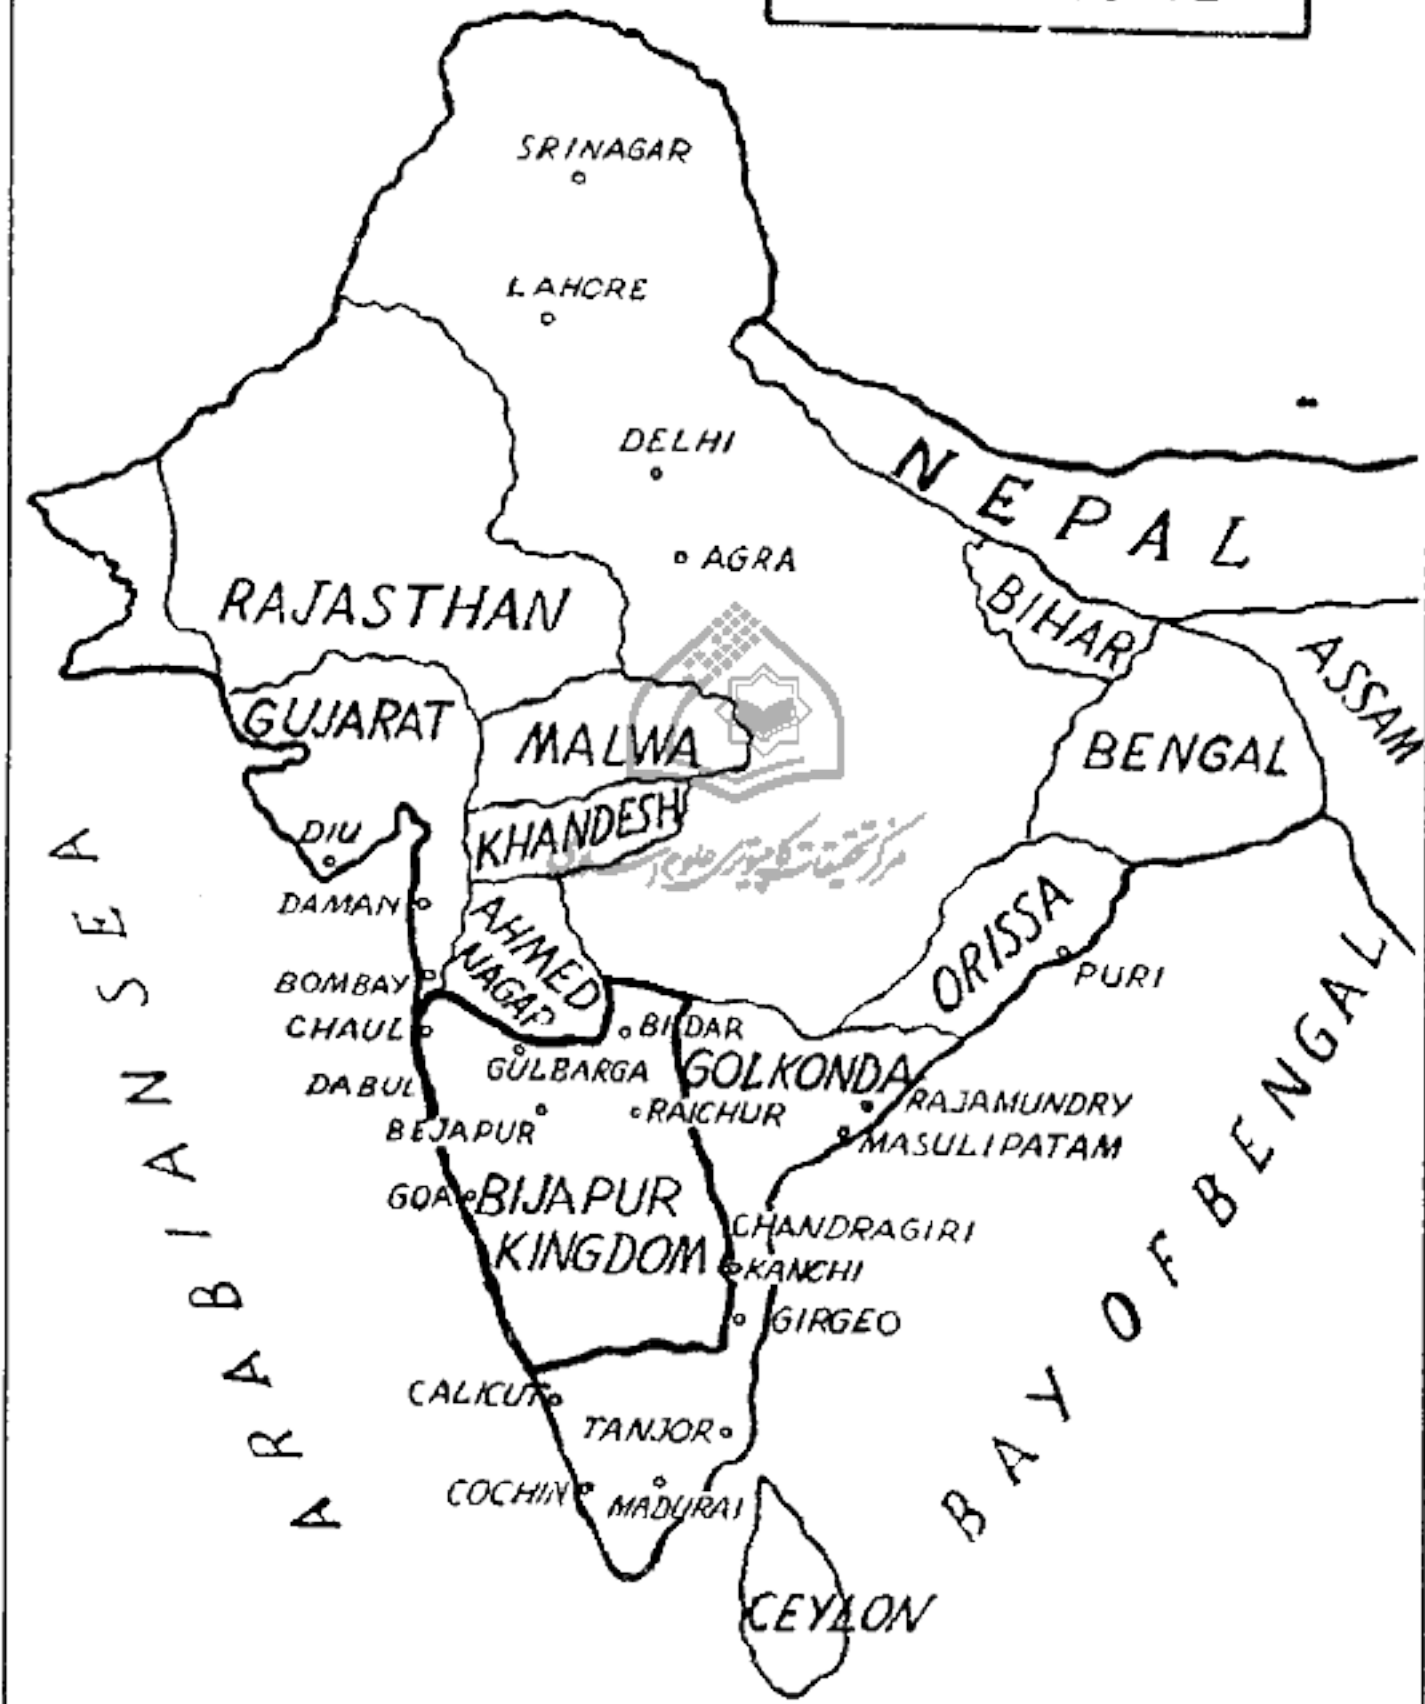 SRINAGAR
LAHORE
DELHI
AGRA
NEPAL
RAJASTHAN
BIHAR
ASSAM
GUJARAT
MALWA
BENGAL
KHANDESH
DIU
DAMAN
AHMED
NAGAR
ORISSA
PURI
BOMBAY
CHAUL
BIDAR
GULBARGA
GOLKONDA
DABUL
RAJAMUNDRY
BEJAPUR
RAICHUR
MASULIPATAM
GOA
BIJAPUR
KINGDOM
CHANDRAGIRI
KANCHI
GIRGEO
CALICUT
TANJOR
COCHIN
MADURAI
CEYLON
ARABIAN SEA
BAY OF BENGAL